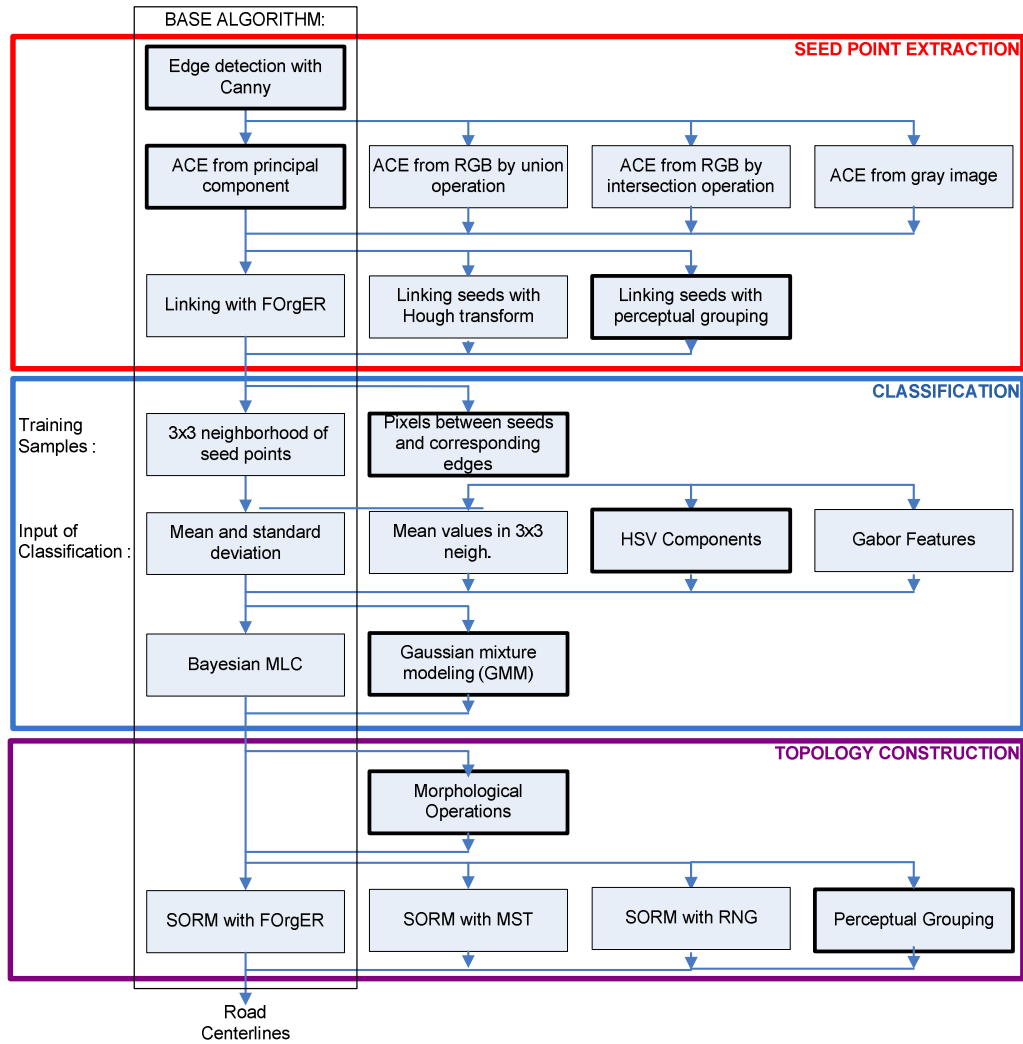 BASE ALGORITHM:
SEED POINT EXTRACTION
Edge detection with
Canny
ACE from principal
component
ACE from RGB by union
operation
ACE from RGB by
intersection operation
ACE from gray image
Linking with FOrgER
Linking seeds with
Hough transform
Linking seeds with
perceptual grouping
CLASSIFICATION
Training
Samples :
3x3 neighborhood of
seed points
Pixels between seeds
and corresponding
edges
Input of
Classification :
Mean and standard
deviation
Mean values in 3x3
neigh.
HSV Components
Gabor Features
Bayesian MLC
Gaussian mixture
modeling (GMM)
TOPOLOGY CONSTRUCTION
Morphological
Operations
SORM with FOrgER
SORM with MST
SORM with RNG
Perceptual Grouping
Road
Centerlines